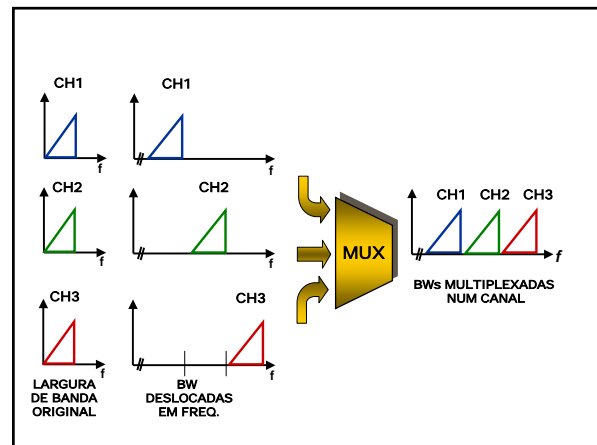 CH1
CH1
f
f
CH2
CH2
f
f
CH3
CH3
f
f
LARGURA
DE BANDA
ORIGINAL
BW
DESLOCADAS
EM FREQ.
MUX
CH1 CH2 CH3
f
BWs MULTIPLEXADAS
NUM CANAL